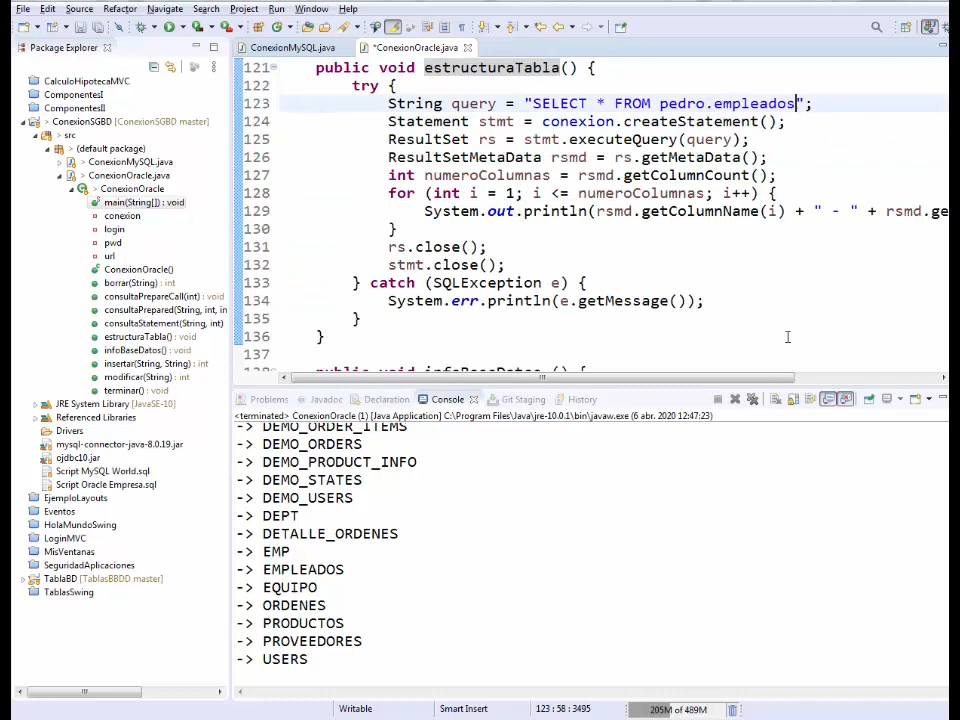 File Edit Source Refactor Navigate Search Project Run Window Help
Package Explorer
ConexionMySQL.java
*ConexionOracle.java
CalculoHipotecaMVC
ComponentesI
ComponentesII
ConexionSGBD [ConexionSGBD master]
src
(default package)
ConexionMySQL.java
ConexionOracle.java
ConexionOracle
main(String[]) : void
conexion
login
pwd
url
ConexionOracle()
borrar(String) : int
consultaPrepareCall(int) : void
consultaPrepared(String, int, int)
consultaStatement(String, int)
estructuraTabla() : void
infoBaseDatos() : void
insertar(String, String) : int
modificar(String) : int
terminar() : void
JRE System Library [JavaSE-10]
Referenced Libraries
Drivers
mysql-connector-java-8.0.19.jar
ojdbc10.jar
Script MySQL World.sql
Script Oracle Empresa.sql
EjemploLayouts
Eventos
HolaMundoSwing
LoginMVC
MisVentanas
SeguridadAplicaciones
TablaBD [TablasBBDD master]
TablasSwing
121 public void estructuraTabla() {
122 try {
123 String query = "SELECT * FROM pedro.empleados";
124 Statement stmt = conexion.createStatement();
125 ResultSet rs = stmt.executeQuery(query);
126 ResultSetMetaData rsmd = rs.getMetaData();
127 int numeroColumnas = rsmd.getColumnCount();
128 for (int i = 1; i <= numeroColumnas; i++) {
129 System.out.println(rsmd.getColumnName(i) + " - " + rsmd.ge
130 }
131 rs.close();
132 stmt.close();
133 } catch (SQLException e) {
134 System.err.println(e.getMessage());
135 }
136 }
137
138 public void infoBaseDatos () {
Problems Javadoc Declaration Console Git Staging History
<terminated> ConexionOracle (1) [Java Application] C:\Program Files\Java\jre-10.0.1\bin\javaw.exe (6 abr. 2020 12:47:23)
-> DEMO_ORDER_ITEMS
-> DEMO_ORDERS
-> DEMO_PRODUCT_INFO
-> DEMO_STATES
-> DEMO_USERS
-> DEPT
-> DETALLE_ORDENES
-> EMP
-> EMPLEADOS
-> EQUIPO
-> ORDENES
-> PRODUCTOS
-> PROVEEDORES
-> USERS
Writable Smart Insert 123 : 58 : 3495 205M of 489M